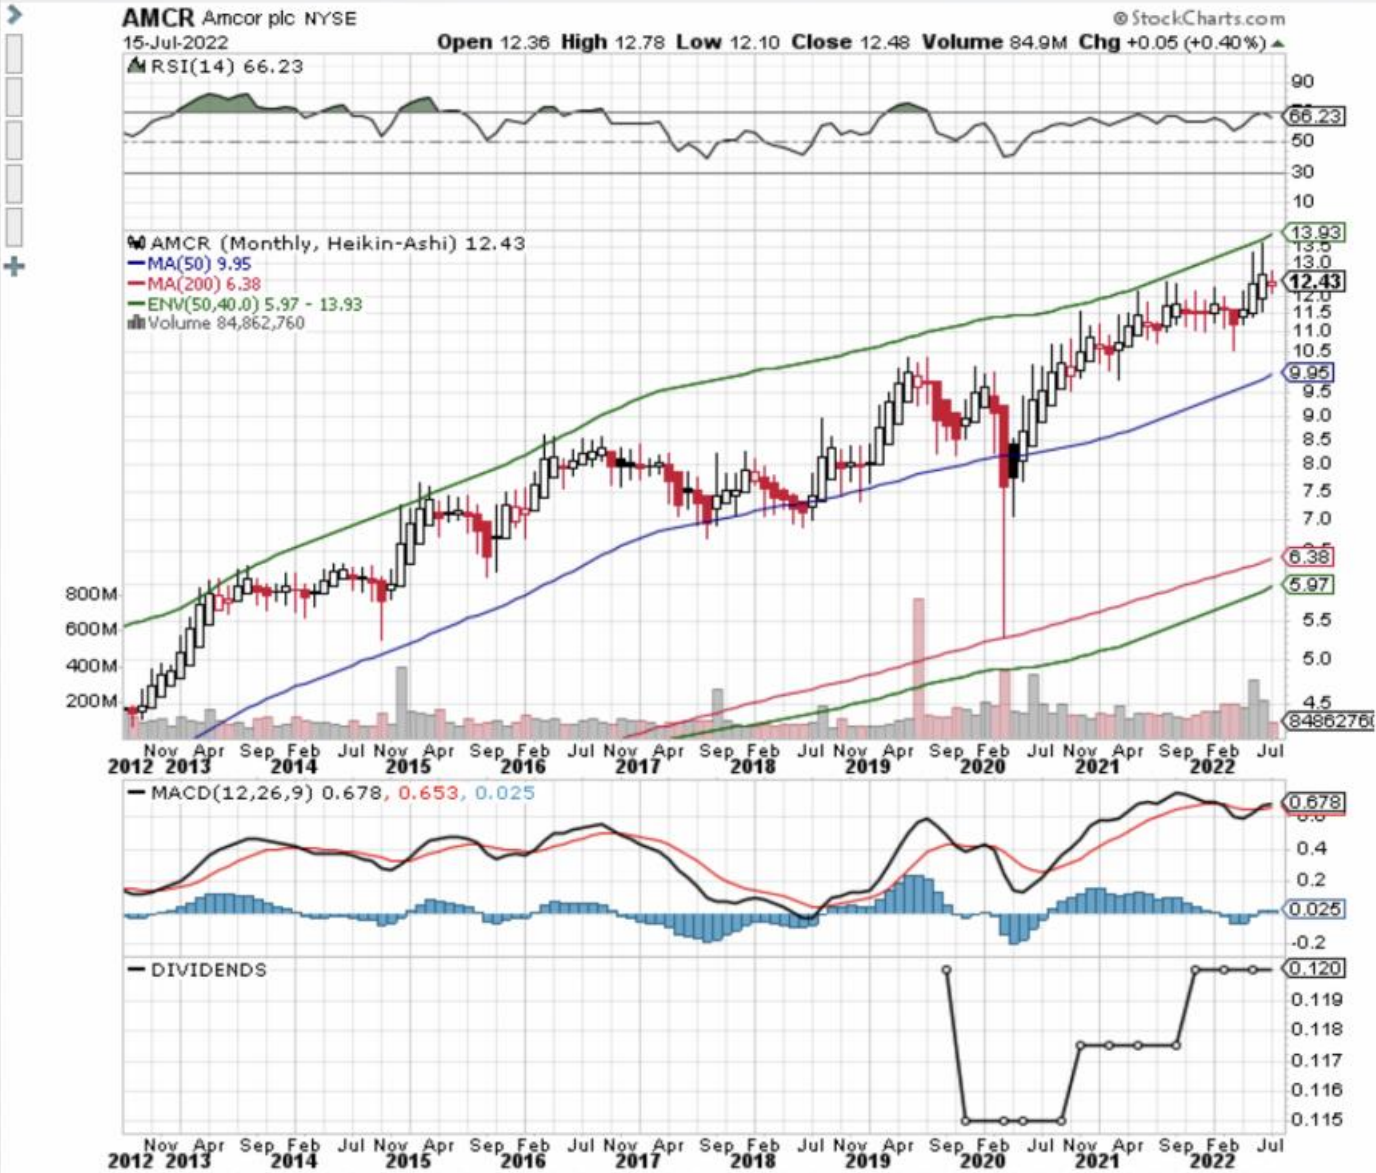 AMCR Amcor plc NYSE
© StockCharts.com
15-Jul-2022
Open 12.36 High 12.78 Low 12.10 Close 12.48 Volume 84.9M Chg +0.05 (+0.40%)
RSI(14) 66.23
90
66.23
50
30
10
AMCR (Monthly, Heikin-Ashi) 12.43
MA(50) 9.95
MA(200) 6.38
ENV(50,40.0) 5.97 - 13.93
Volume 84,862,760
13.93
13.5
13.0
12.43
12.0
11.5
11.0
10.5
9.95
9.5
9.0
8.5
8.0
7.5
7.0
6.38
5.97
5.5
5.0
4.5
84862760
800M
600M
400M
200M
Nov Apr Sep Feb Jul Nov Apr Sep Feb Jul Nov Apr Sep Feb Jul Nov Apr Sep Feb Jul Nov Apr Sep Feb Jul
2012 2013 2014 2015 2016 2017 2018 2019 2020 2021 2022
MACD(12,26,9) 0.678, 0.653, 0.025
0.678
0.4
0.2
0.025
-0.2
DIVIDENDS
0.120
0.119
0.118
0.117
0.116
0.115
Nov Apr Sep Feb Jul Nov Apr Sep Feb Jul Nov Apr Sep Feb Jul Nov Apr Sep Feb Jul Nov Apr Sep Feb Jul
2012 2013 2014 2015 2016 2017 2018 2019 2020 2021 2022